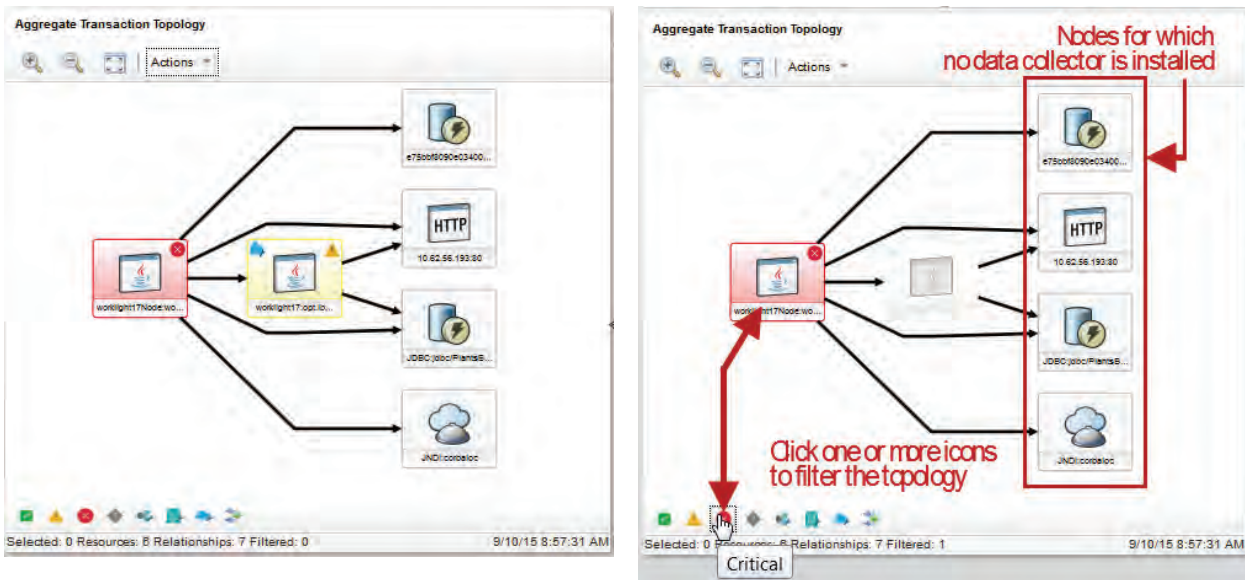 Aggregate Transaction Topology
Actions
e75bbf8090e03400...
HTTP
10.62.56.193:80
worklight17Node:wo...
worklight17:opt:lo...
JDBC:jdbc/PlantsB...
JNDI:corbaloc
Selected: 0 Resources: 6 Relationships: 7 Filtered: 0
9/10/15 8:57:31 AM
Aggregate Transaction Topology
Nodes for which
no data collector is installed
Actions
e75bbf8090e03400...
HTTP
10.62.56.193:80
JDBC:jdbc/PlantsB...
Click one or more icons
to filter the topology
JNDI:corbaloc
Selected: 0 Resources: 6 Relationships: 7 Filtered: 1
9/10/15 8:57:31 AM
Critical